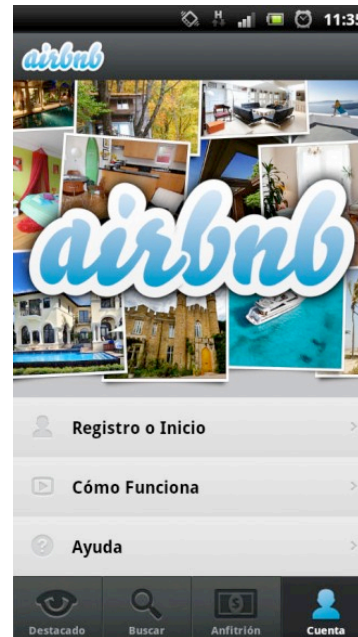 H
11:35
airbnb
airbnb
Registro o Inicio
Cómo Funciona
Ayuda
Destacado
Buscar
Anfitrión
Cuenta